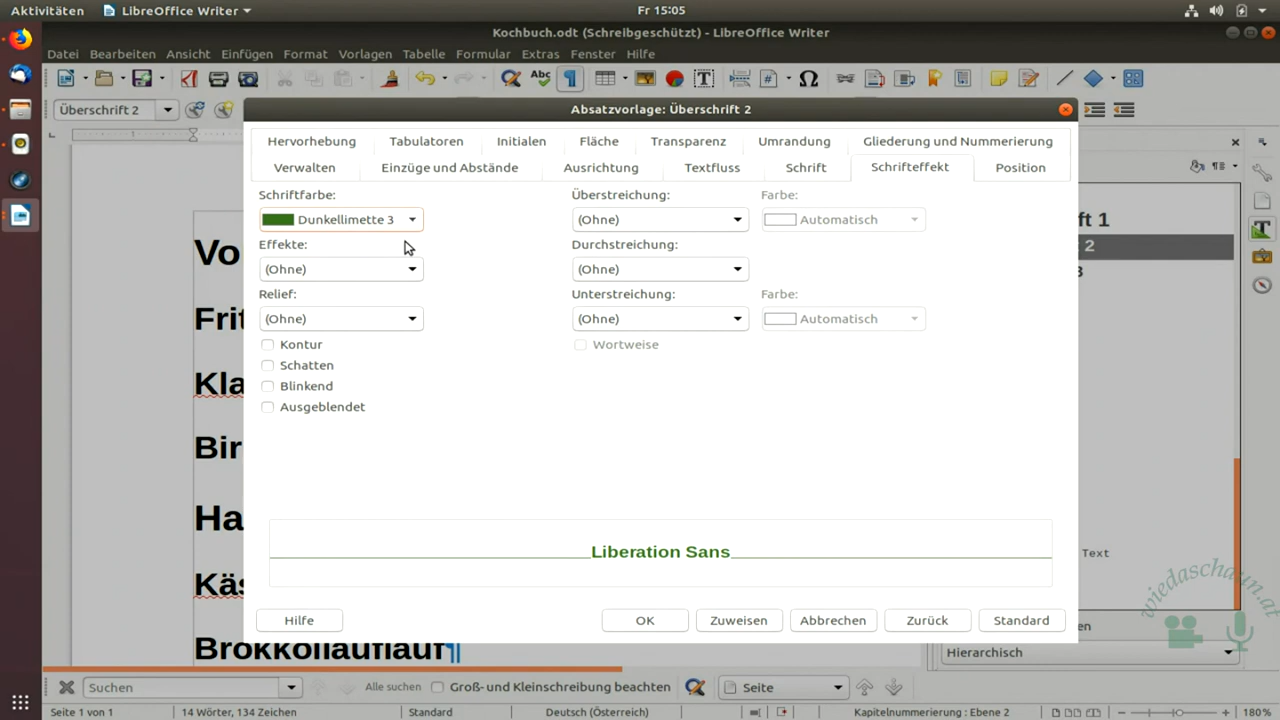 Aktivitäten LibreOffice Writer Fr 15:05
Kochbuch.odt (Schreibgeschützt) - LibreOffice Writer
Datei Bearbeiten Ansicht Einfügen Format Vorlagen Tabelle Formular Extras Fenster Hilfe
Überschrift 2
Absatzvorlage: Überschrift 2
Hervorhebung Tabulatoren Initialen Fläche Transparenz Umrandung Gliederung und Nummerierung
Verwalten Einzüge und Abstände Ausrichtung Textfluss Schrift Schrifteffekt Position
Schriftfarbe: Überstreichung: Farbe:
Dunkellimette 3 (Ohne) Automatisch
Effekte: Durchstreichung:
(Ohne) (Ohne)
Relief: Unterstreichung: Farbe:
(Ohne) (Ohne) Automatisch
Kontur Wortweise
Schatten
Blinkend
Ausgeblendet
Liberation Sans
Hilfe OK Zuweisen Abbrechen Zurück Standard
Vo
Frit
Kla
Bir
Ha
Käs
Brokkoliauflauf¶
ft 1
2
3
Text
en
Hierarchisch
wiedaschaun.at
Suchen Alle suchen Groß- und Kleinschreibung beachten Seite
Seite 1 von 1 14 Wörter, 134 Zeichen Standard Deutsch (Österreich) Kapitelnummerierung : Ebene 2 180%